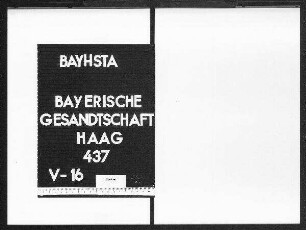 BAYHSTA
BAYERISCHE
GESANDTSCHAFT
HAAG
437
V-16